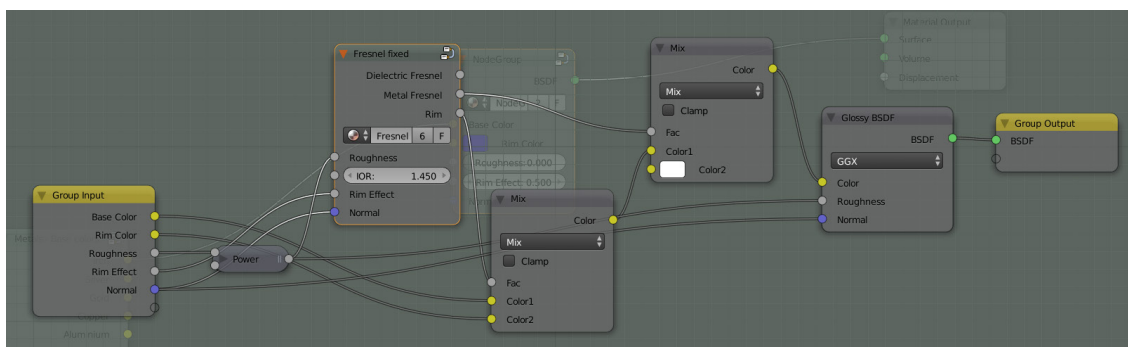 Group Input
Base Color
Rim Color
Roughness
Rim Effect
Normal
Aluminium
Power
Fresnel fixed
Dielectric Fresnel
Metal Fresnel
Rim
Fresnel 6 F
Roughness
IOR: 1.450
Rim Effect
Normal
NodeGroup
BSDF
Base Color
Rim Color
Roughness: 0.000
Rim Effect: 0.500
Mix
Color
Mix
Clamp
Fac
Color1
Color2
Mix
Color
Mix
Clamp
Fac
Color1
Color2
Glossy BSDF
BSDF
GGX
Color
Roughness
Normal
Material Output
Surface
Volume
Displacement
Group Output
BSDF